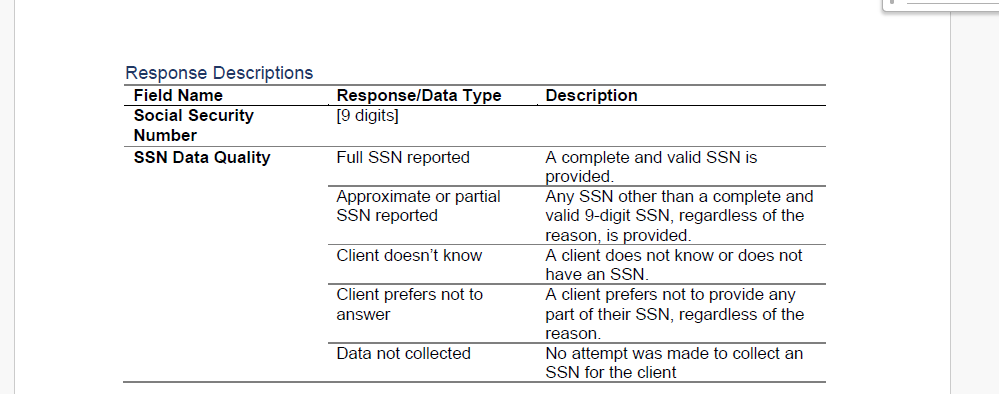 Response Descriptions
Field Name Response/Data Type Description
Social Security [9 digits]
Number
SSN Data Quality Full SSN reported A complete and valid SSN is
provided.
Approximate or partial Any SSN other than a complete and
SSN reported valid 9-digit SSN, regardless of the
reason, is provided.
Client doesn’t know A client does not know or does not
have an SSN.
Client prefers not to A client prefers not to provide any
answer part of their SSN, regardless of the
reason.
Data not collected No attempt was made to collect an
SSN for the client